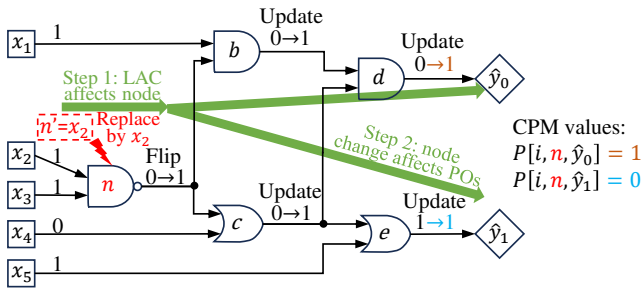 x₁ 1
b
Update
0→1
Update
0→1
d
ŷ₀
Step 1: LAC
affects node
n'=x₂
Replace
by x₂
x₂ 1
x₃ 1
n
Flip
0→1
Step 2: node
change affects POs
CPM values:
P[i,n,ŷ₀] = 1
P[i,n,ŷ₁] = 0
x₄ 0
c
Update
0→1
e
Update
1→1
ŷ₁
x₅ 1